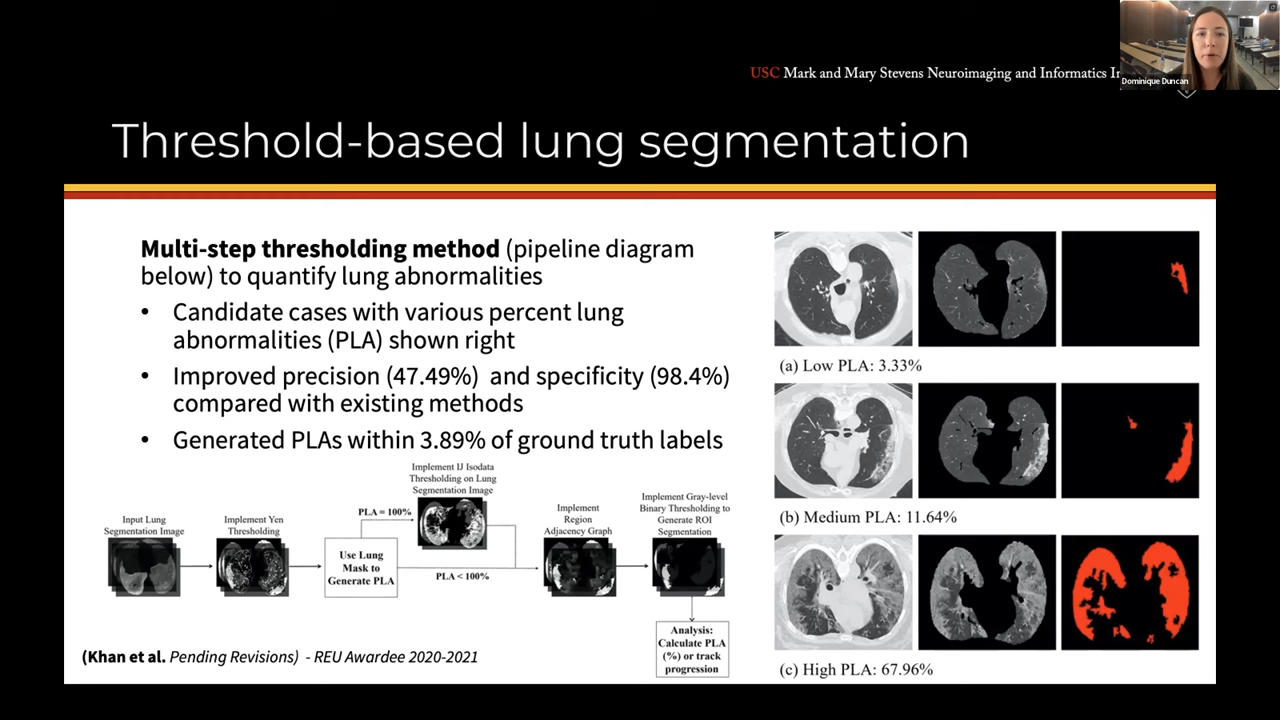 USC Mark and Mary Stevens Neuroimaging and Informatics
Dominique Duncan
Threshold-based lung segmentation
Multi-step thresholding method (pipeline diagram
below) to quantify lung abnormalities
• Candidate cases with various percent lung
abnormalities (PLA) shown right
• Improved precision (47.49%) and specificity (98.4%)
compared with existing methods
• Generated PLAs within 3.89% of ground truth labels
Input Lung
Segmentation Image
Implement Yen
Thresholding
Use Lung
Mask to
Generate PLA
PLA = 100%
PLA < 100%
Implement IJ Isodata
Thresholding on Lung
Segmentation Image
Implement
Region
Adjacency Graph
Implement Gray-level
Binary Thresholding to
Generate ROI
Segmentation
Analysis:
Calculate PLA
(%) or track
progression
(Khan et al. Pending Revisions) - REU Awardee 2020-2021
(a) Low PLA: 3.33%
(b) Medium PLA: 11.64%
(c) High PLA: 67.96%